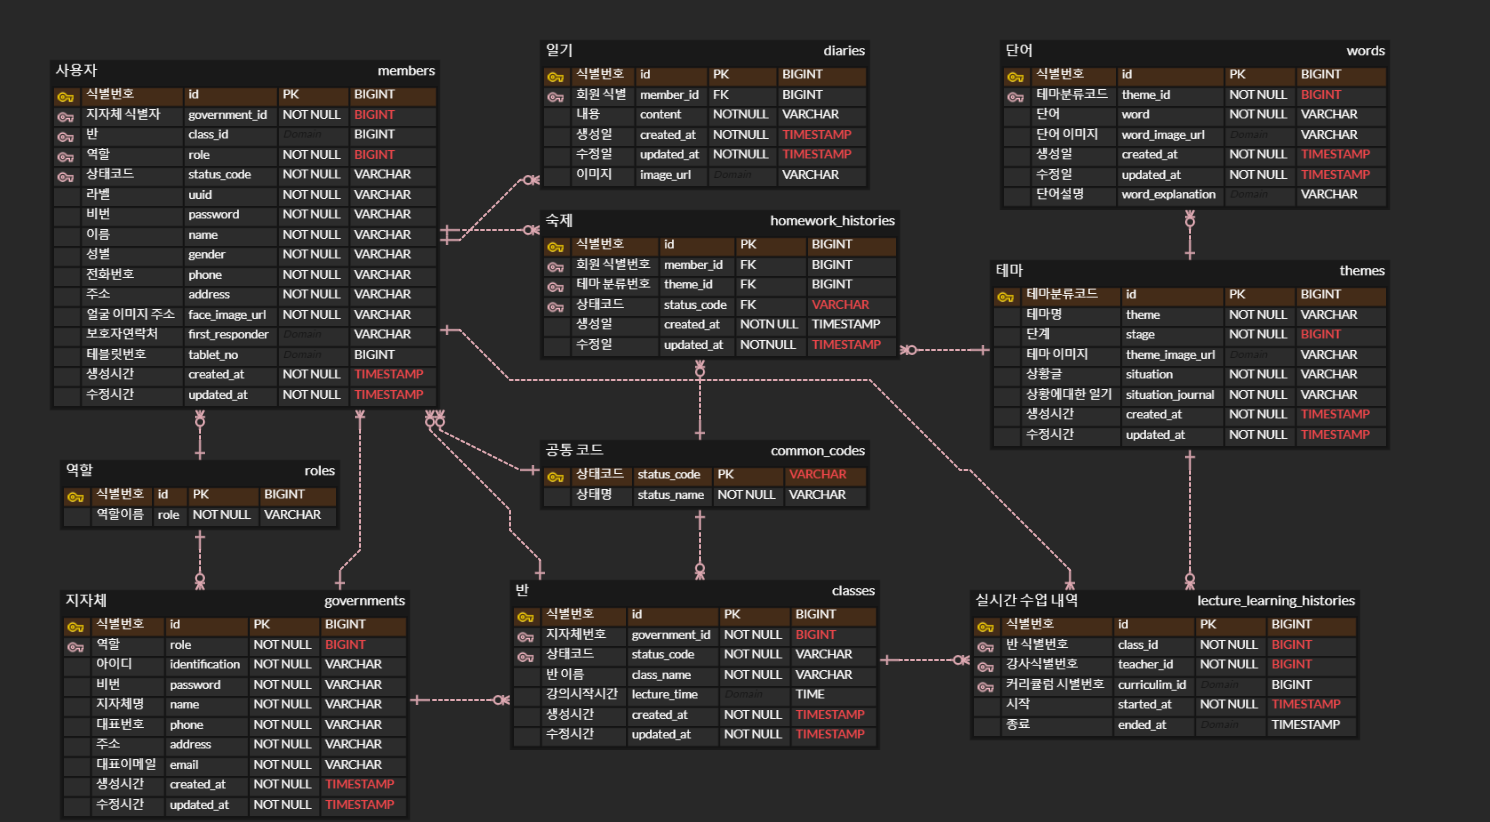 사용자 members
식별번호 id PK BIGINT
지자체 식별자 government_id NOT NULL BIGINT
반 class_id Domain BIGINT
역할 role NOT NULL BIGINT
상태코드 status_code NOT NULL VARCHAR
라벨 uuid NOT NULL VARCHAR
비번 password NOT NULL VARCHAR
이름 name NOT NULL VARCHAR
성별 gender NOT NULL VARCHAR
전화번호 phone NOT NULL VARCHAR
주소 address NOT NULL VARCHAR
얼굴 이미지 주소 face_image_url NOT NULL VARCHAR
보호자연락처 first_responder Domain VARCHAR
테블릿번호 tablet_no Domain BIGINT
생성시간 created_at NOT NULL TIMESTAMP
수정시간 updated_at NOT NULL TIMESTAMP
일기 diaries
식별번호 id PK BIGINT
회원 식별 member_id FK BIGINT
내용 content NOTNULL VARCHAR
생성일 created_at NOTNULL TIMESTAMP
수정일 updated_at NOTNULL TIMESTAMP
이미지 image_url Domain VARCHAR
단어 words
식별번호 id PK BIGINT
테마분류코드 theme_id NOT NULL BIGINT
단어 word NOT NULL VARCHAR
단어 이미지 word_image_url Domain VARCHAR
생성일 created_at NOT NULL TIMESTAMP
수정일 updated_at NOT NULL TIMESTAMP
단어설명 word_explanation Domain VARCHAR
숙제 homework_histories
식별번호 id PK BIGINT
회원 식별번호 member_id FK BIGINT
테마 분류번호 theme_id FK BIGINT
상태코드 status_code FK VARCHAR
생성일 created_at NOTN ULL TIMESTAMP
수정일 updated_at NOTNULL TIMESTAMP
테마 themes
테마분류코드 id PK BIGINT
테마명 theme NOT NULL VARCHAR
단계 stage NOT NULL BIGINT
테마 이미지 theme_image_url Domain VARCHAR
상황글 situation NOT NULL VARCHAR
상황에대한 일기 situation_journal NOT NULL VARCHAR
생성시간 created_at NOT NULL TIMESTAMP
수정시간 updated_at NOT NULL TIMESTAMP
역할 roles
식별번호 id PK BIGINT
역할이름 role NOT NULL VARCHAR
공통 코드 common_codes
상태코드 status_code PK VARCHAR
상태명 status_name NOT NULL VARCHAR
지자체 governments
식별번호 id PK BIGINT
역할 role NOT NULL BIGINT
아이디 identification NOT NULL VARCHAR
비번 password NOT NULL VARCHAR
지자체명 name NOT NULL VARCHAR
대표번호 phone NOT NULL VARCHAR
주소 address NOT NULL VARCHAR
대표이메일 email NOT NULL VARCHAR
생성시간 created_at NOT NULL TIMESTAMP
수정시간 updated_at NOT NULL TIMESTAMP
반 classes
식별번호 id PK BIGINT
지자체번호 government_id NOT NULL BIGINT
상태코드 status_code NOT NULL VARCHAR
반 이름 class_name NOT NULL VARCHAR
강의시작시간 lecture_time Domain TIME
생성시간 created_at NOT NULL TIMESTAMP
수정시간 updated_at NOT NULL TIMESTAMP
실시간 수업 내역 lecture_learning_histories
식별번호 id PK BIGINT
반 식별번호 class_id NOT NULL BIGINT
강사식별번호 teacher_id NOT NULL BIGINT
커리큘럼 시별번호 curriculim_id Domain BIGINT
시작 started_at NOT NULL TIMESTAMP
종료 ended_at Domain TIMESTAMP